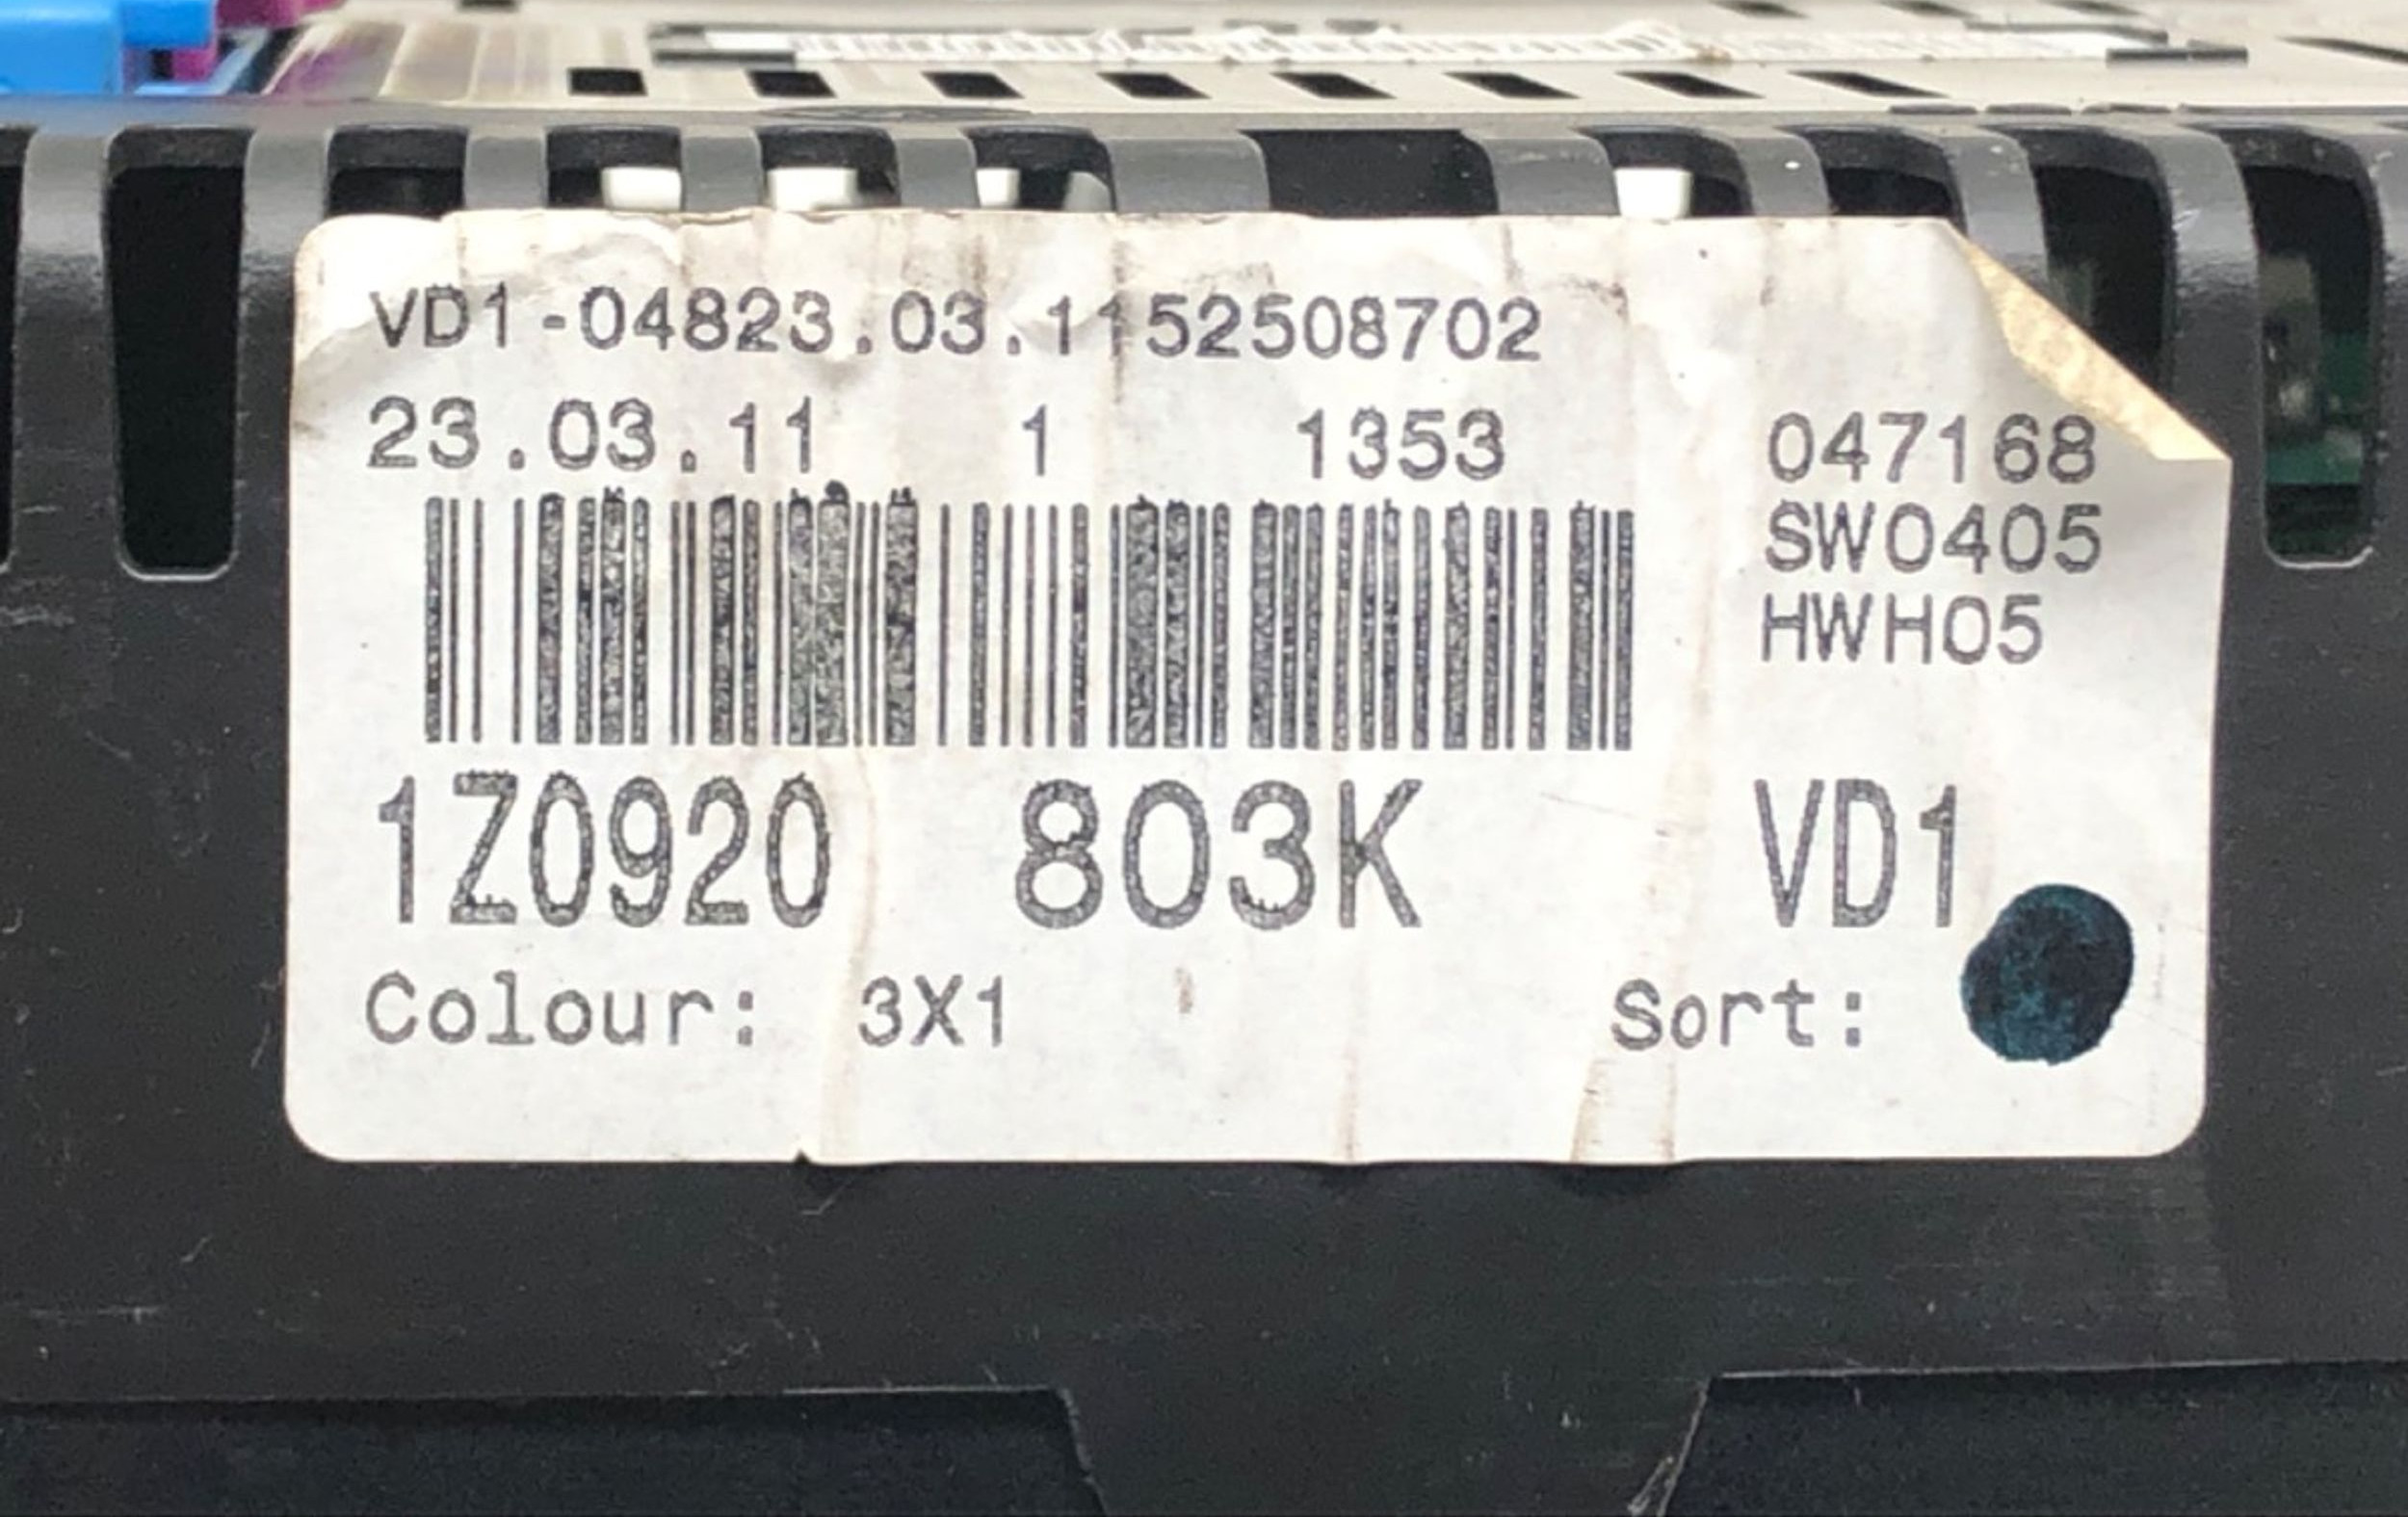 VD1-04823.03.1152508702
23.03.11 1 1353 047168
SW0405
HWH05
1Z0920 803K VD1
Colour: 3X1 Sort: